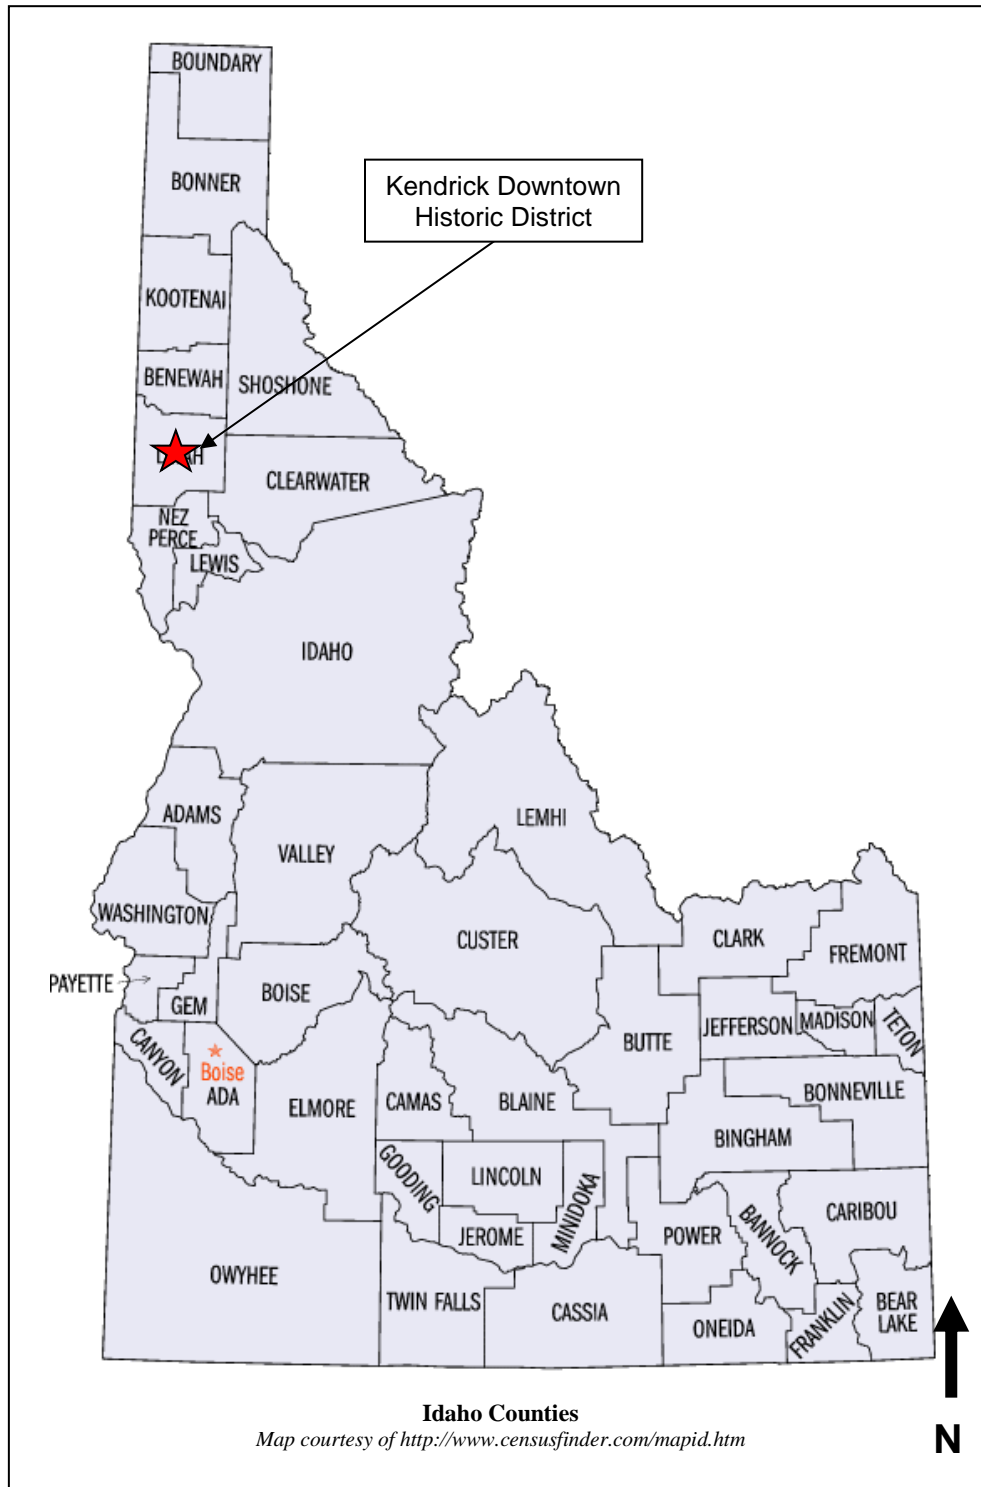 BOUNDARY
BONNER
Kendrick Downtown
Historic District
KOOTENAI
BENEWAH
SHOSHONE
CLEARWATER
NEZ
PERCE
LEWIS
IDAHO
ADAMS
LEMHI
VALLEY
WASHINGTON
CUSTER
CLARK
FREMONT
PAYETTE
GEM
BOISE
BUTTE
JEFFERSON
MADISON
TETON
CANYON
Boise
ADA
ELMORE
CAMAS
BLAINE
BONNEVILLE
BINGHAM
GOODING
LINCOLN
MINIDOKA
JEROME
POWER
BANNOCK
CARIBOU
OWYHEE
TWIN FALLS
CASSIA
ONEIDA
FRANKLIN
BEAR
LAKE
Idaho Counties
Map courtesy of http://www.censusfinder.com/mapid.htm
N